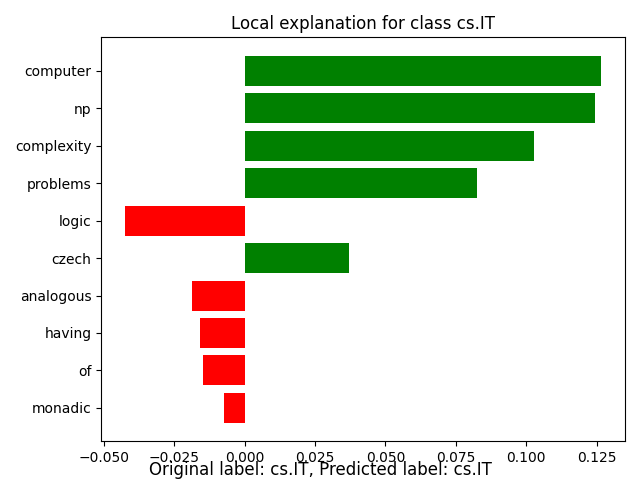 Local explanation for class cs.IT
computer
np
complexity
problems
logic
czech
analogous
having
of
monadic
−0.050 −0.025 0.000 0.025 0.050 0.075 0.100 0.125
Original label: cs.IT, Predicted label: cs.IT